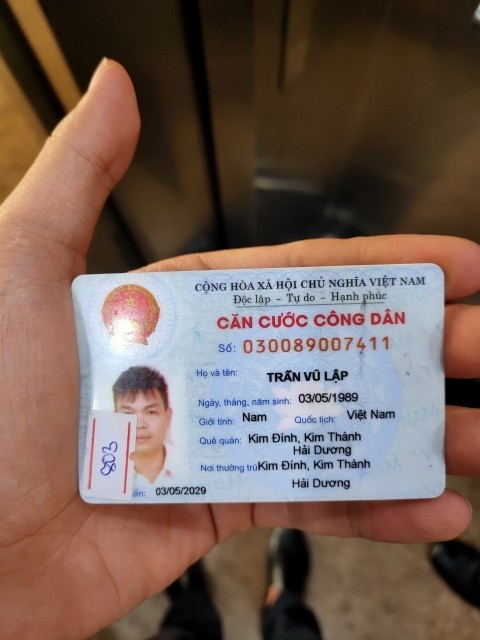 CỘNG HÒA XÃ HỘI CHỦ NGHĨA VIỆT NAM
Độc lập – Tự do – Hạnh phúc
CĂN CƯỚC CÔNG DÂN
Số: 030089007411
Họ và tên:
TRẦN VŨ LẬP
Ngày, tháng, năm sinh: 03/05/1989
Giới tính: Nam Quốc tịch: Việt Nam
Quê quán: Kim Đính, Kim Thành
Hải Dương
Nơi thường trú Kim Đính, Kim Thành
Hải Dương
03/05/2029
803